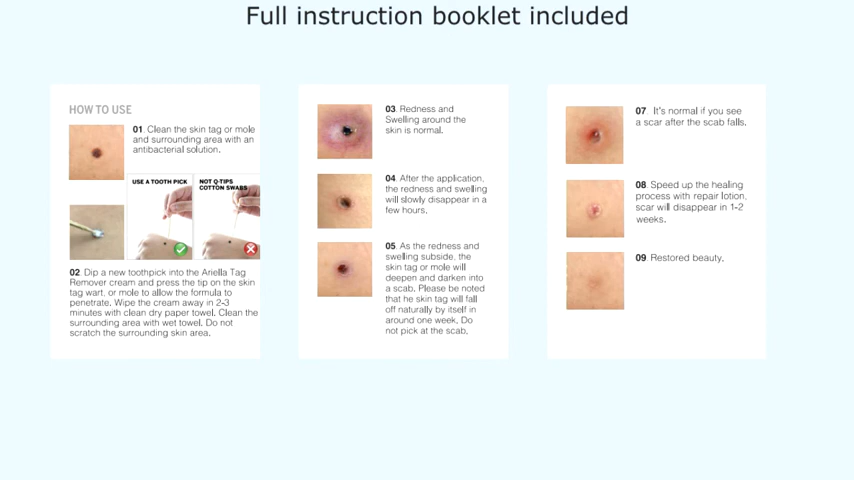 Full instruction booklet included
HOW TO USE
01. Clean the skin tag or mole
and surrounding area with an
antibacterial solution.
USE A TOOTH PICK
NOT Q-TIPS
COTTON SWABS
02. Dip a new toothpick into the Ariella Tag
Remover cream and press the tip on the skin
tag wart, or mole to allow the formula to
penetrate. Wipe the cream away in 2-3
minutes with clean dry paper towel. Clean the
surrounding area with wet towel. Do not
scratch the surrounding skin area.
03. Redness and
Swelling around the
skin is normal.
04. After the application,
the redness and swelling
will slowly disappear in a
few hours.
05. As the redness and
swelling subside, the
skin tag or mole will
deepen and darken into
a scab. Please be noted
that he skin tag will fall
off naturally by itself in
around one week. Do
not pick at the scab.
07. It's normal if you see
a scar after the scab falls.
08. Speed up the healing
process with repair lotion.
scar will disappear in 1-2
weeks.
09. Restored beauty.